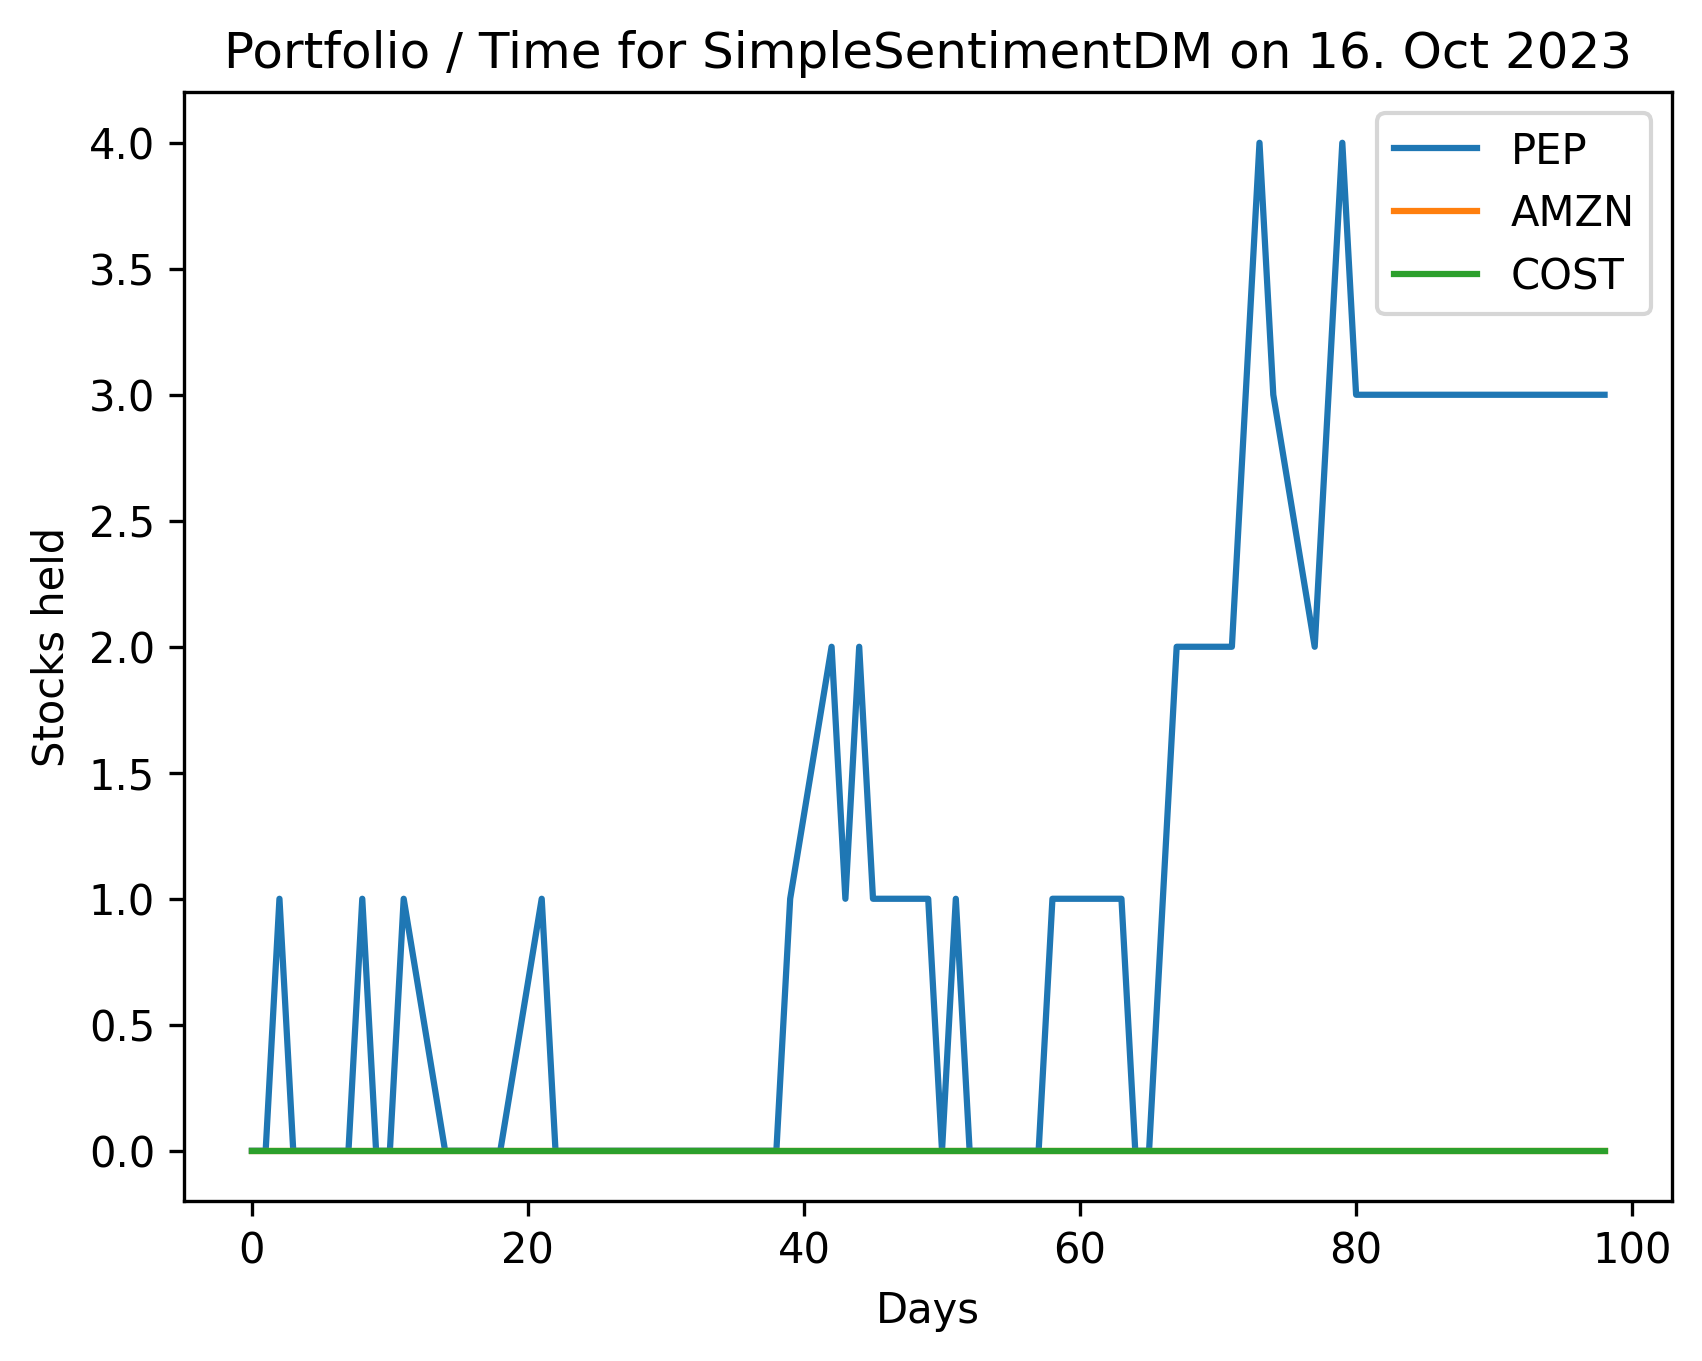 Portfolio / Time for SimpleSentimentDM on 16. Oct 2023
PEP
AMZN
COST
4.0
3.5
3.0
2.5
2.0
1.5
1.0
0.5
0.0
Stocks held
0 20 40 60 80 100
Days